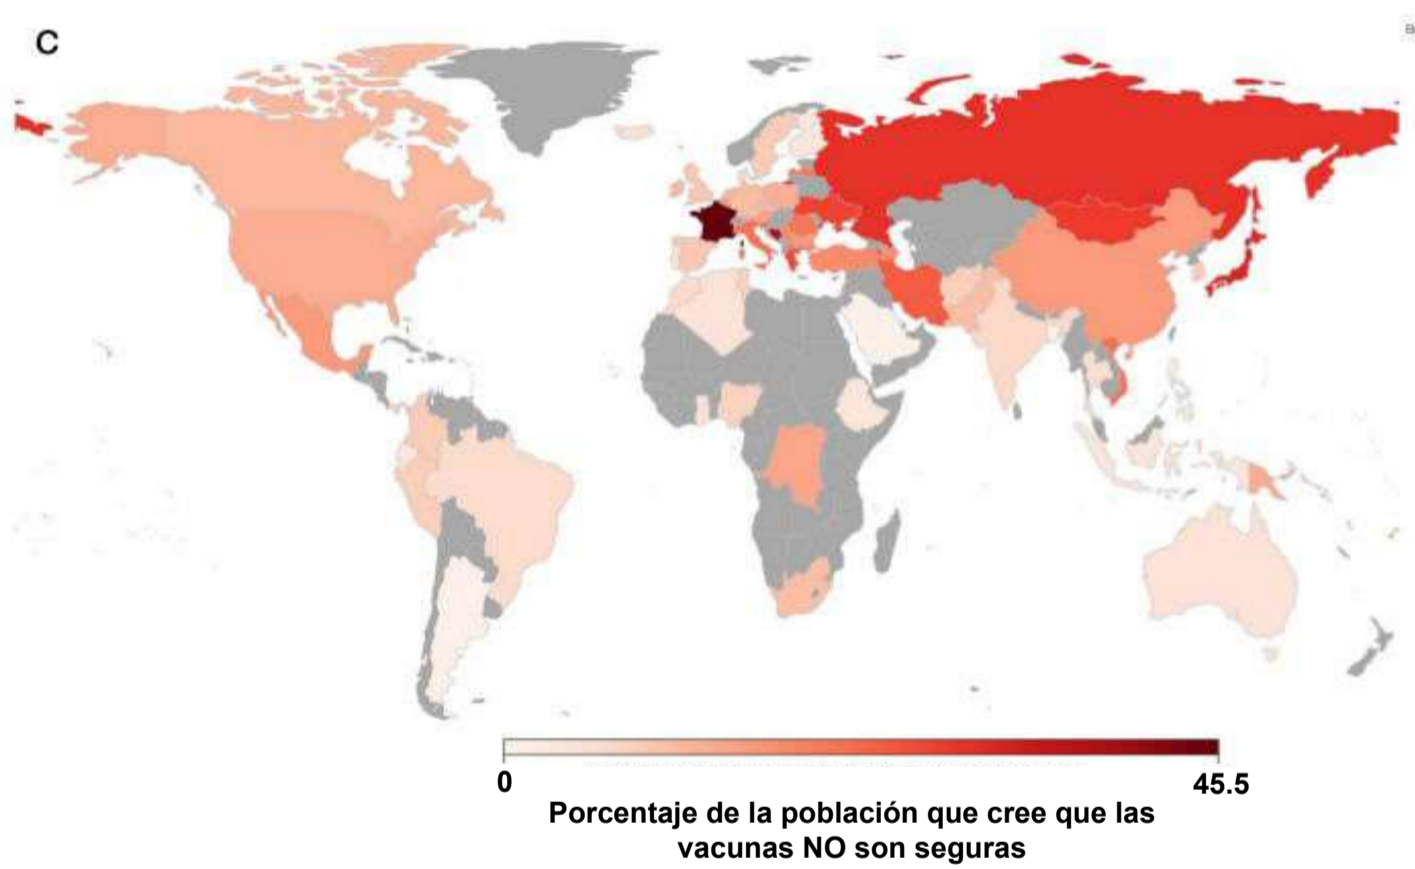 C
0
45.5
Porcentaje de la población que cree que las
vacunas NO son seguras